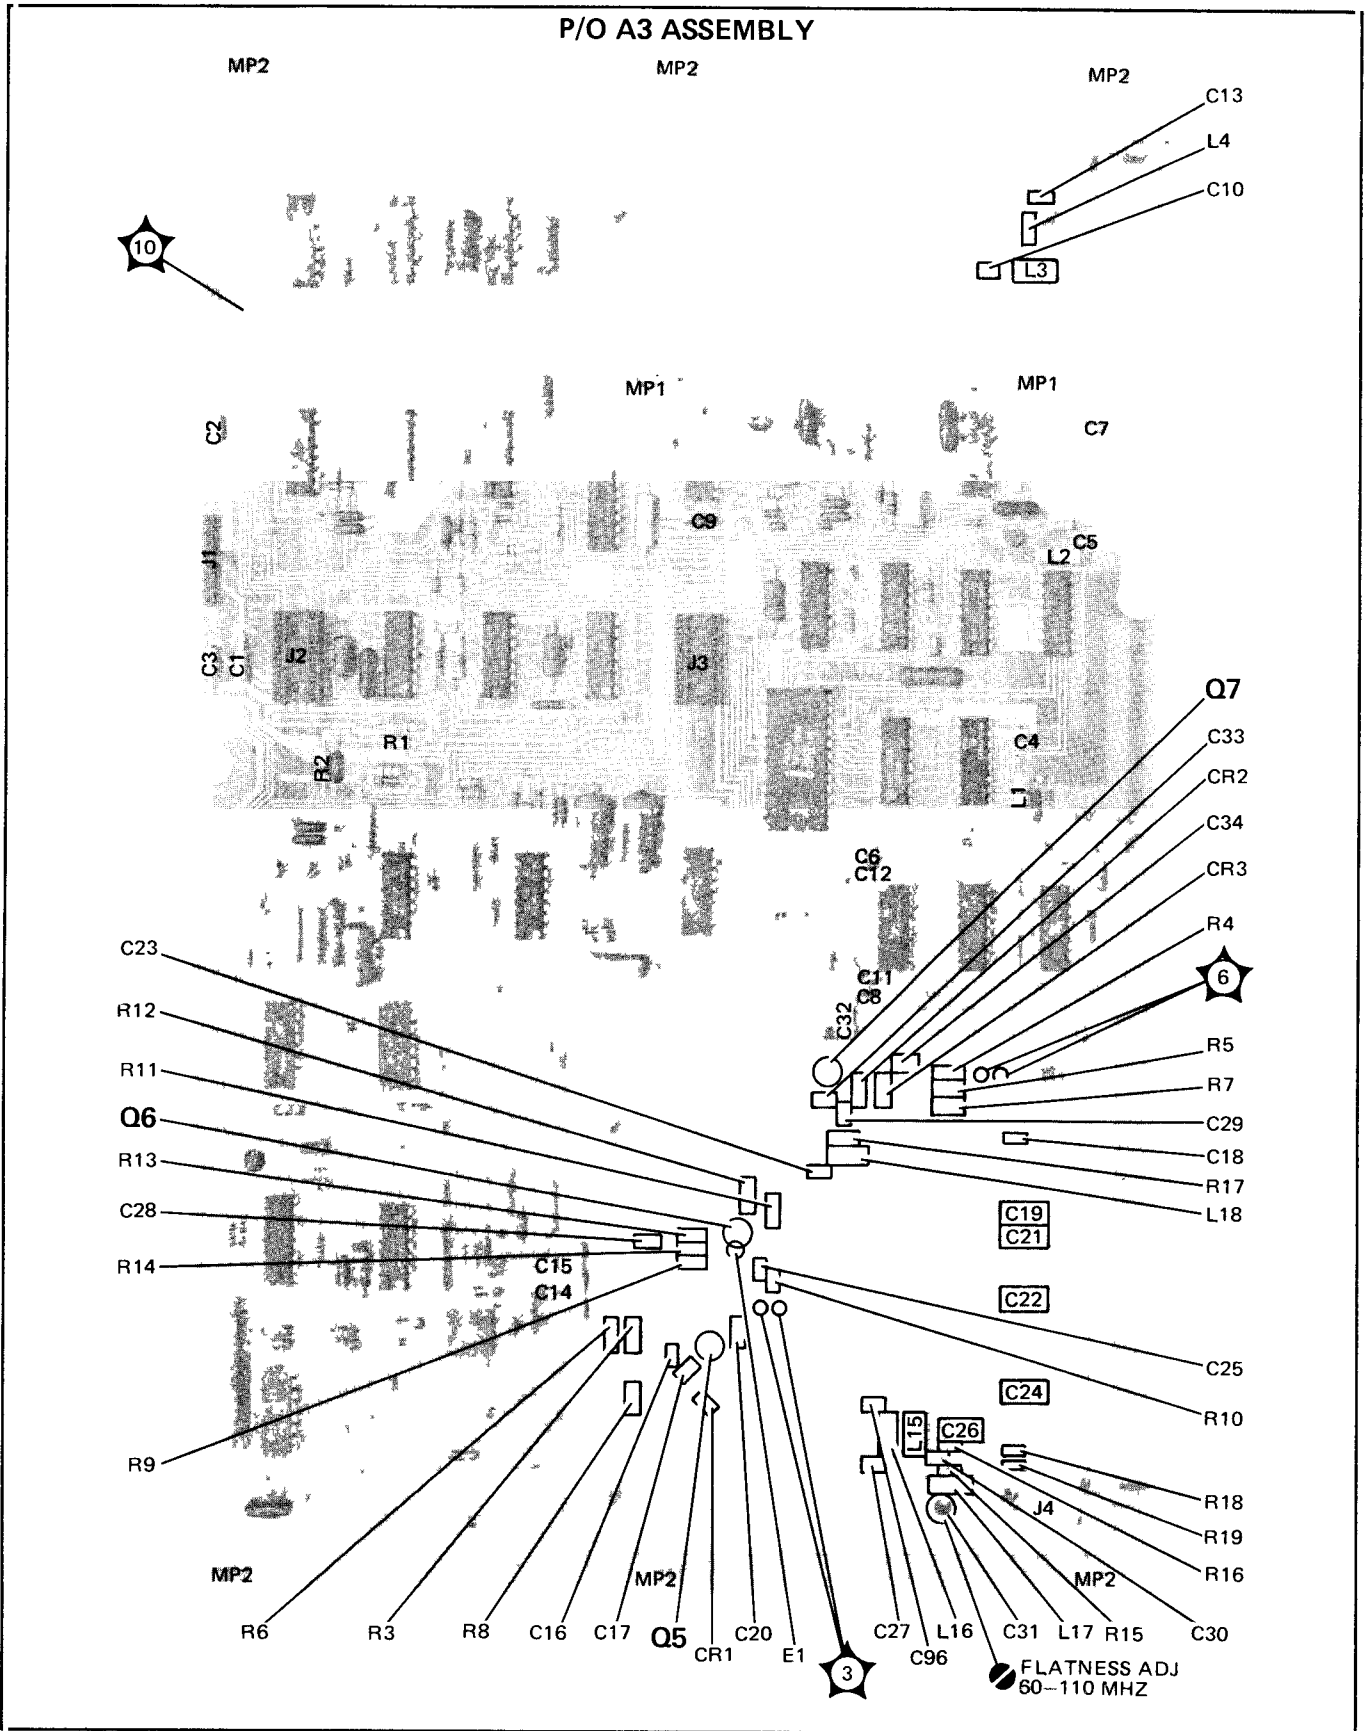 P/O A3 ASSEMBLY
MP2 MP2 MP2
C13
L4
C10
10
L3
MP1 MP1
C2 C7
C9
J1 L2 C5
C3 C1 J2 J3
Q7
R1 C4 C33
R2 CR2
L1
C34
C6
C12 CR3
R4
C23
C11 6
C8
R12 C32
R5
R11 R7
Q6 C29
R13 C18
R17
C28 C19 L18
C21
R14 C15
C14 C22
C25
C24
R10
L15 C26
R9
R18
J4
R19
MP2 MP2 MP2 R16
R6 R3 R8 C16 C17 Q5 C20 C27 L16 C31 L17 R15 C30
CR1 E1 C96
3 FLATNESS ADJ
60–110 MHZ